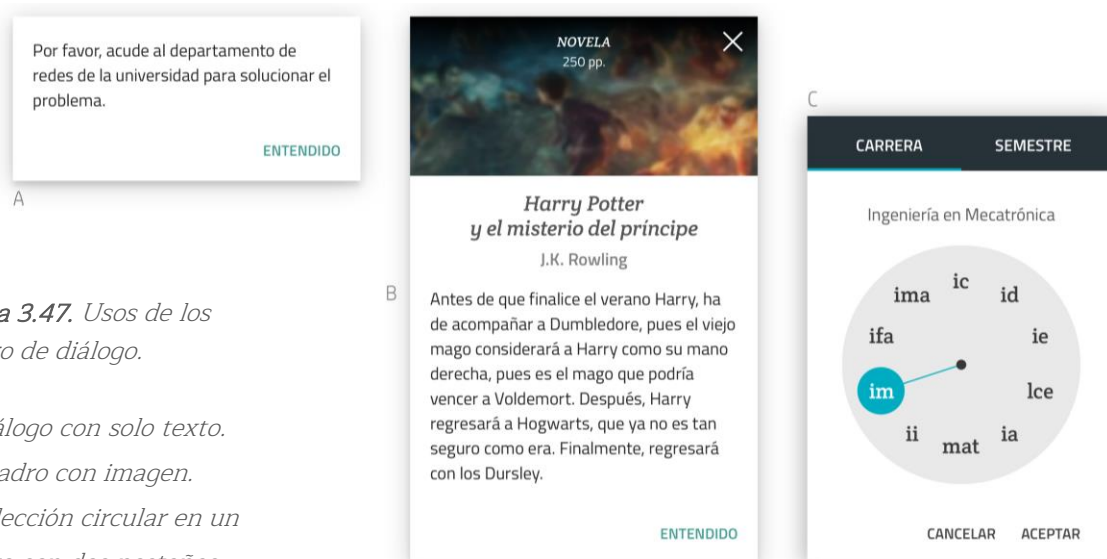 Por favor, acude al departamento de
redes de la universidad para solucionar el
problema.
ENTENDIDO
A
a 3.47. Usos de los
o de diálogo.
álogo con solo texto.
adro con imagen.
lección circular en un
con dos pestañas
B
NOVELA
250 pp.
Harry Potter
y el misterio del príncipe
J.K. Rowling
Antes de que finalice el verano Harry, ha
de acompañar a Dumbledore, pues el viejo
mago considerará a Harry como su mano
derecha, pues es el mago que podría
vencer a Voldemort. Después, Harry
regresará a Hogwarts, que ya no es tan
seguro como era. Finalmente, regresará
con los Dursley.
ENTENDIDO
C
CARRERA SEMESTRE
Ingeniería en Mecatrónica
ic
ima id
ifa ie
im lce
ii ia
mat
CANCELAR ACEPTAR